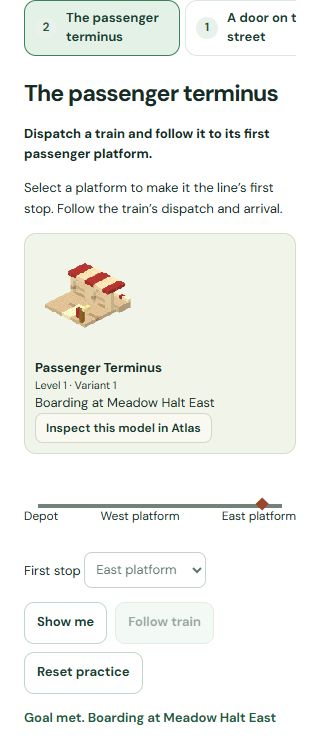 2
The passenger
terminus
1
A door on t
street
The passenger terminus
Dispatch a train and follow it to its first
passenger platform.
Select a platform to make it the line's first
stop. Follow the train's dispatch and arrival.
Passenger Terminus
Level 1 · Variant 1
Boarding at Meadow Halt East
Inspect this model in Atlas
Depot West platform East platform
First stop East platform
Show me Follow train
Reset practice
Goal met. Boarding at Meadow Halt East